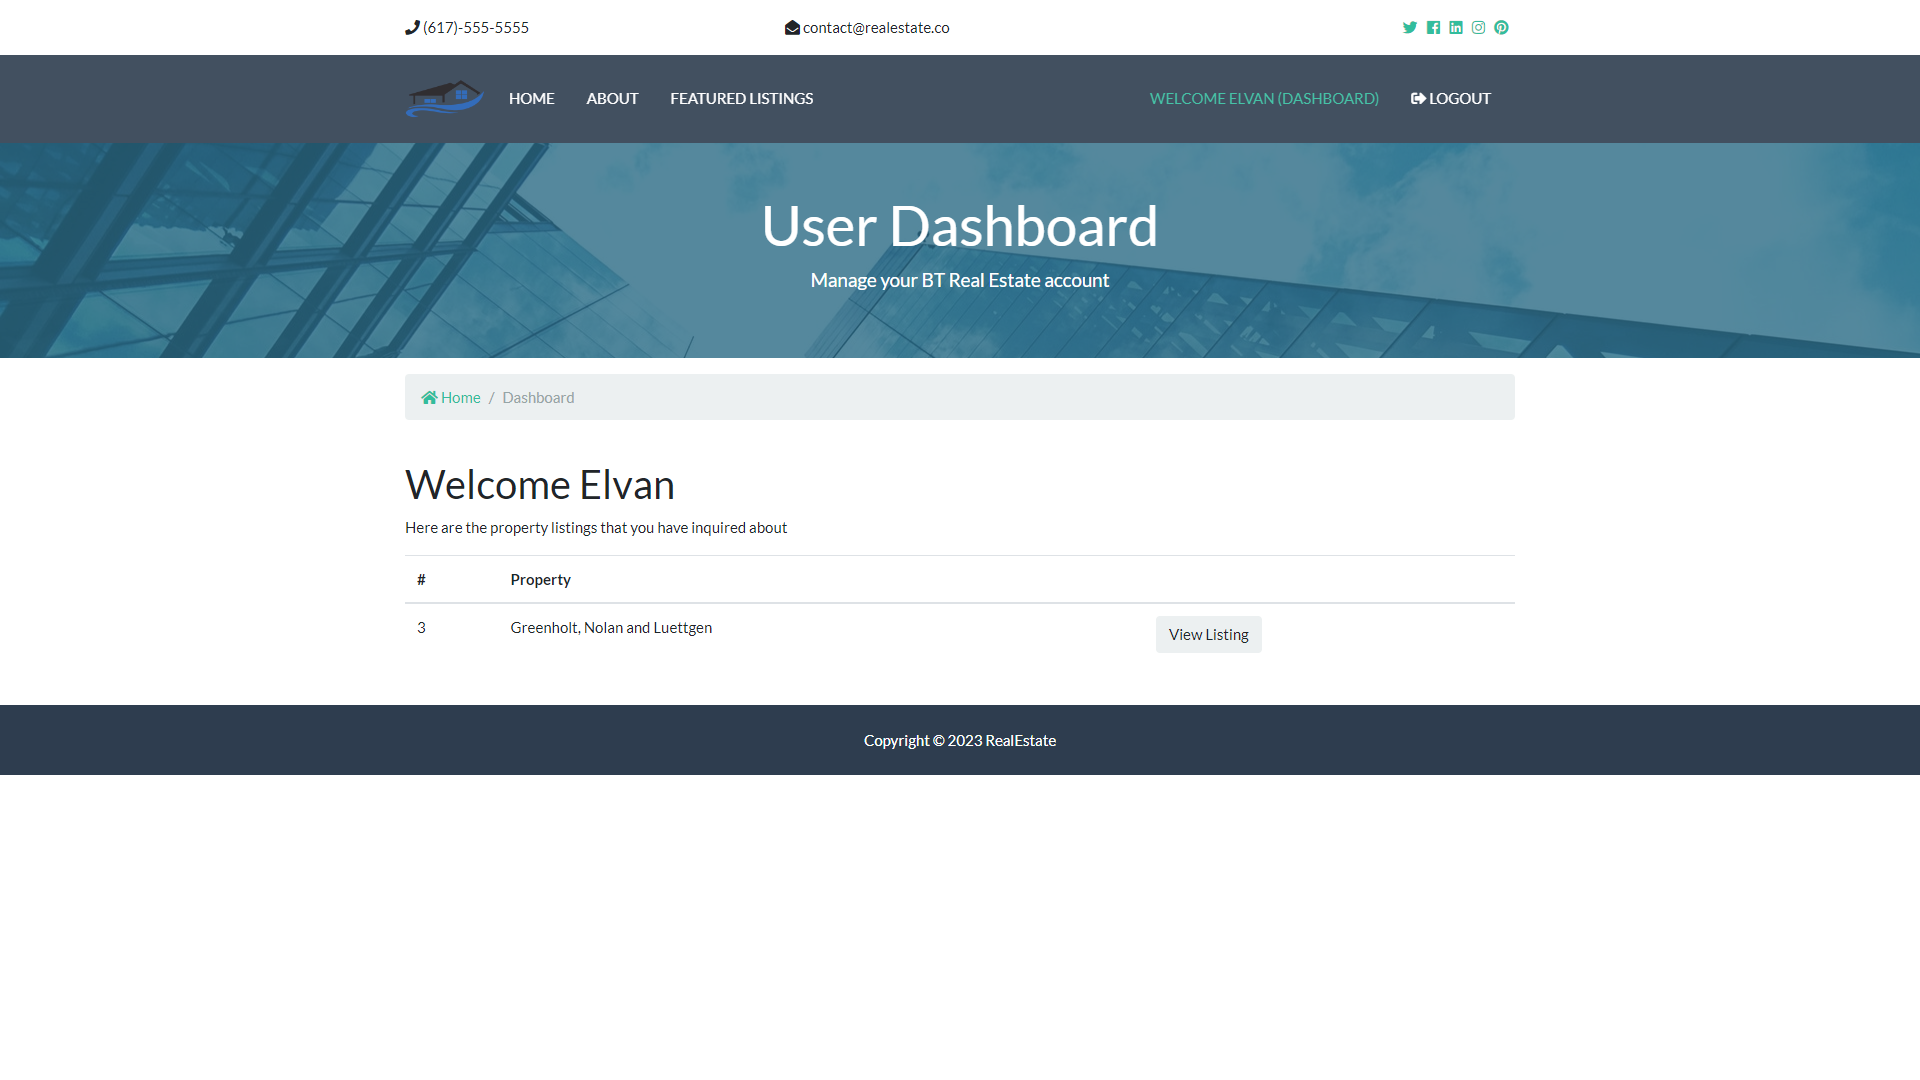 (617)-555-5555
contact@realestate.co
HOME
ABOUT
FEATURED LISTINGS
WELCOME ELVAN (DASHBOARD)
LOGOUT
User Dashboard
Manage your BT Real Estate account
Home / Dashboard
Welcome Elvan
Here are the property listings that you have inquired about
# Property
3 Greenholt, Nolan and Luettgen View Listing
Copyright © 2023 RealEstate